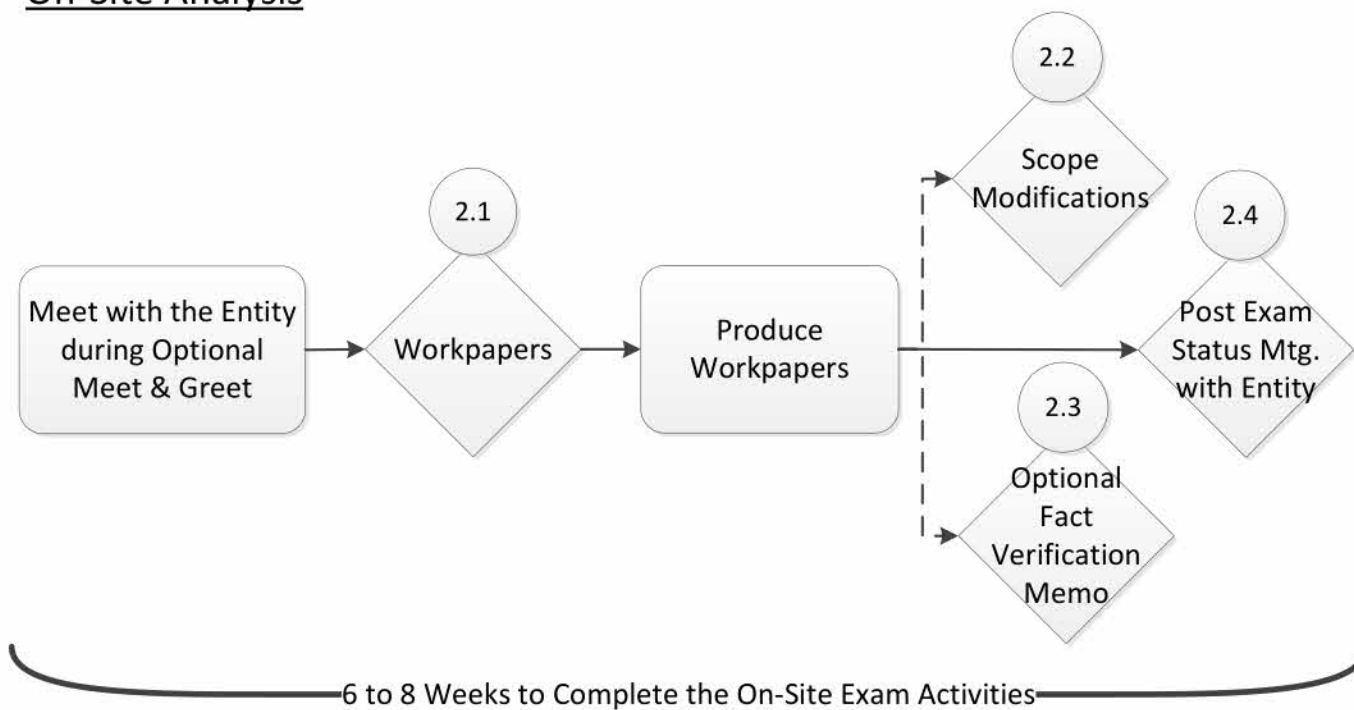 On-Site Analysis
2.2
Scope
Modifications
2.1
2.4
Meet with the Entity
during Optional
Meet & Greet
Workpapers
Produce
Workpapers
Post Exam
Status Mtg.
with Entity
2.3
Optional
Fact
Verification
Memo
6 to 8 Weeks to Complete the On-Site Exam Activities